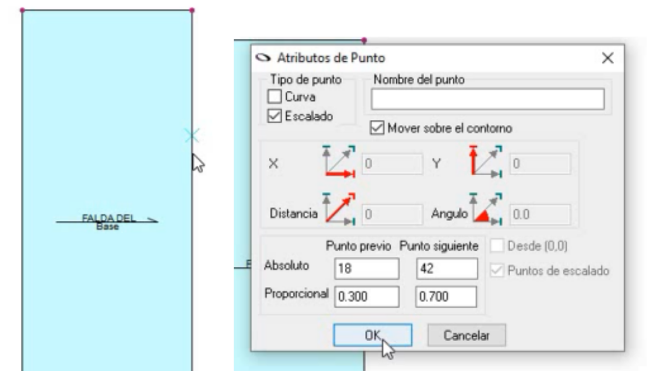 FALDA DEL
Base
Atributos de Punto
Tipo de punto
Curva
Escalado
Nombre del punto
Mover sobre el contorno
X 0 Y 0
Distancia 0 Angulo 0.0
Punto previo Punto siguiente Desde (0,0)
Absoluto 18 42 Puntos de escalado
Proporcional 0.300 0.700
OK Cancelar